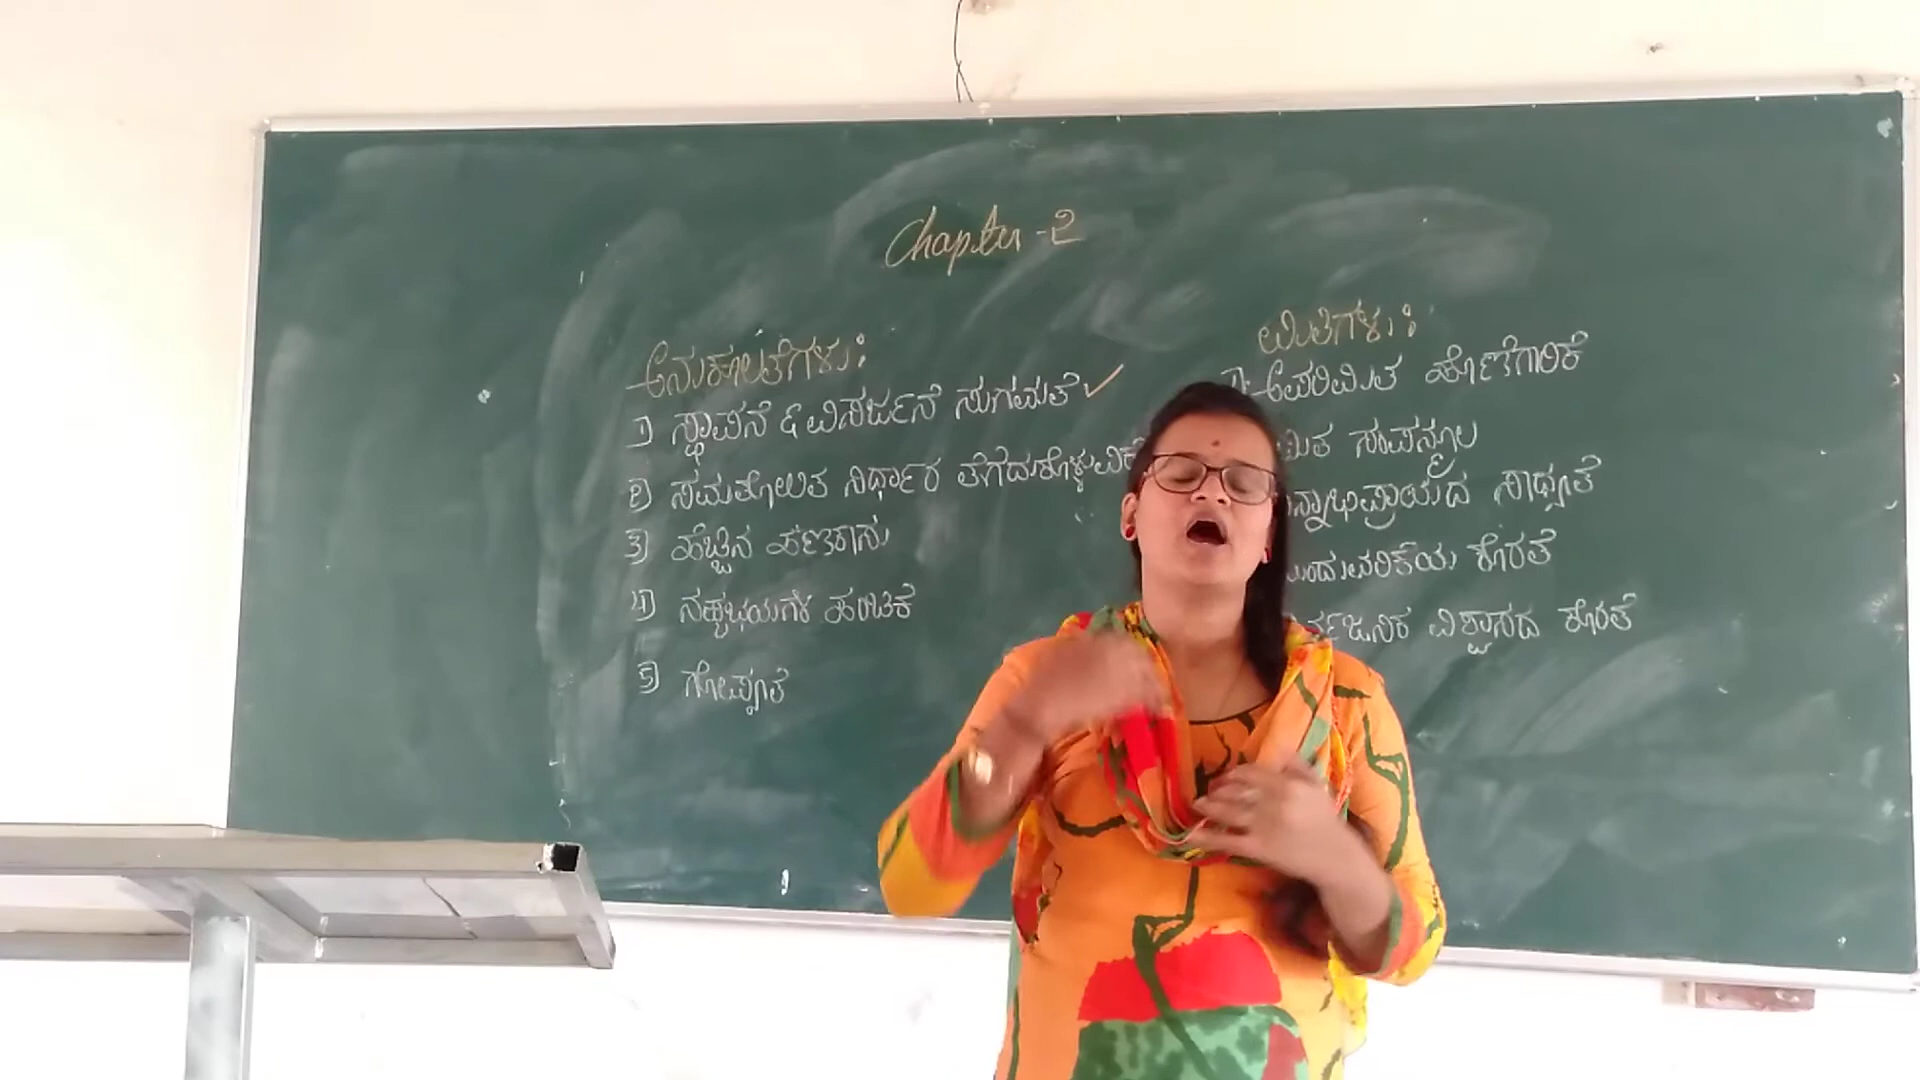 Chapter - 2
ಅನುಕೂಲತೆಗಳು:
1) ಸ್ಥಾಪನೆ & ವಿಸರ್ಜನೆ ಸುಗಮತೆ ✓
2) ಸಮತೋಲಿತ ನಿರ್ಧಾರ ತೆಗೆದುಕೊಳ್ಳುವಿಕೆ
3) ಹೆಚ್ಚಿನ ಹಣಕಾಸು
4) ನಷ್ಟಭಯಗಳ ಹಂಚಿಕೆ
5) ಗೋಪ್ಯತೆ
ಮಿತಿಗಳು:
1) ಅಪರಿಮಿತ ಹೊಣೆಗಾರಿಕೆ
ಮಿತ ಸಂಪನ್ಮೂಲ
ನ್ನಾಭಿಪ್ರಾಯದ ಸಾಧ್ಯತೆ
ಂದುವರಿಕೆಯ ಕೊರತೆ
ರ್ವಜನಿಕ ವಿಶ್ವಾಸದ ಕೊರತೆ